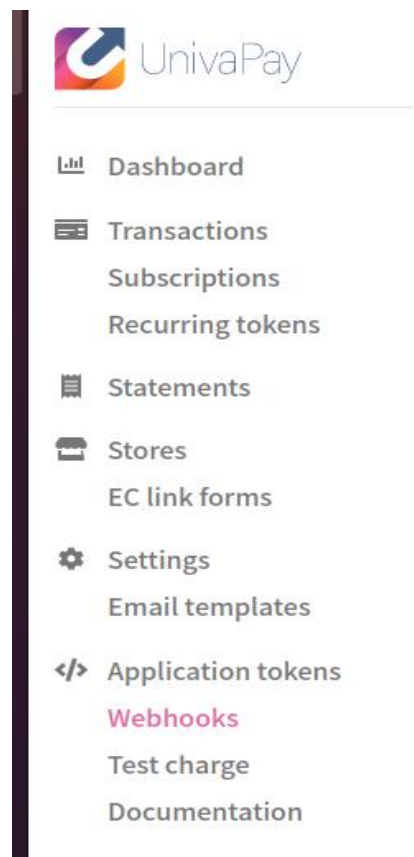 UnivaPay
Dashboard
Transactions
Subscriptions
Recurring tokens
Statements
Stores
EC link forms
Settings
Email templates
Application tokens
Webhooks
Test charge
Documentation